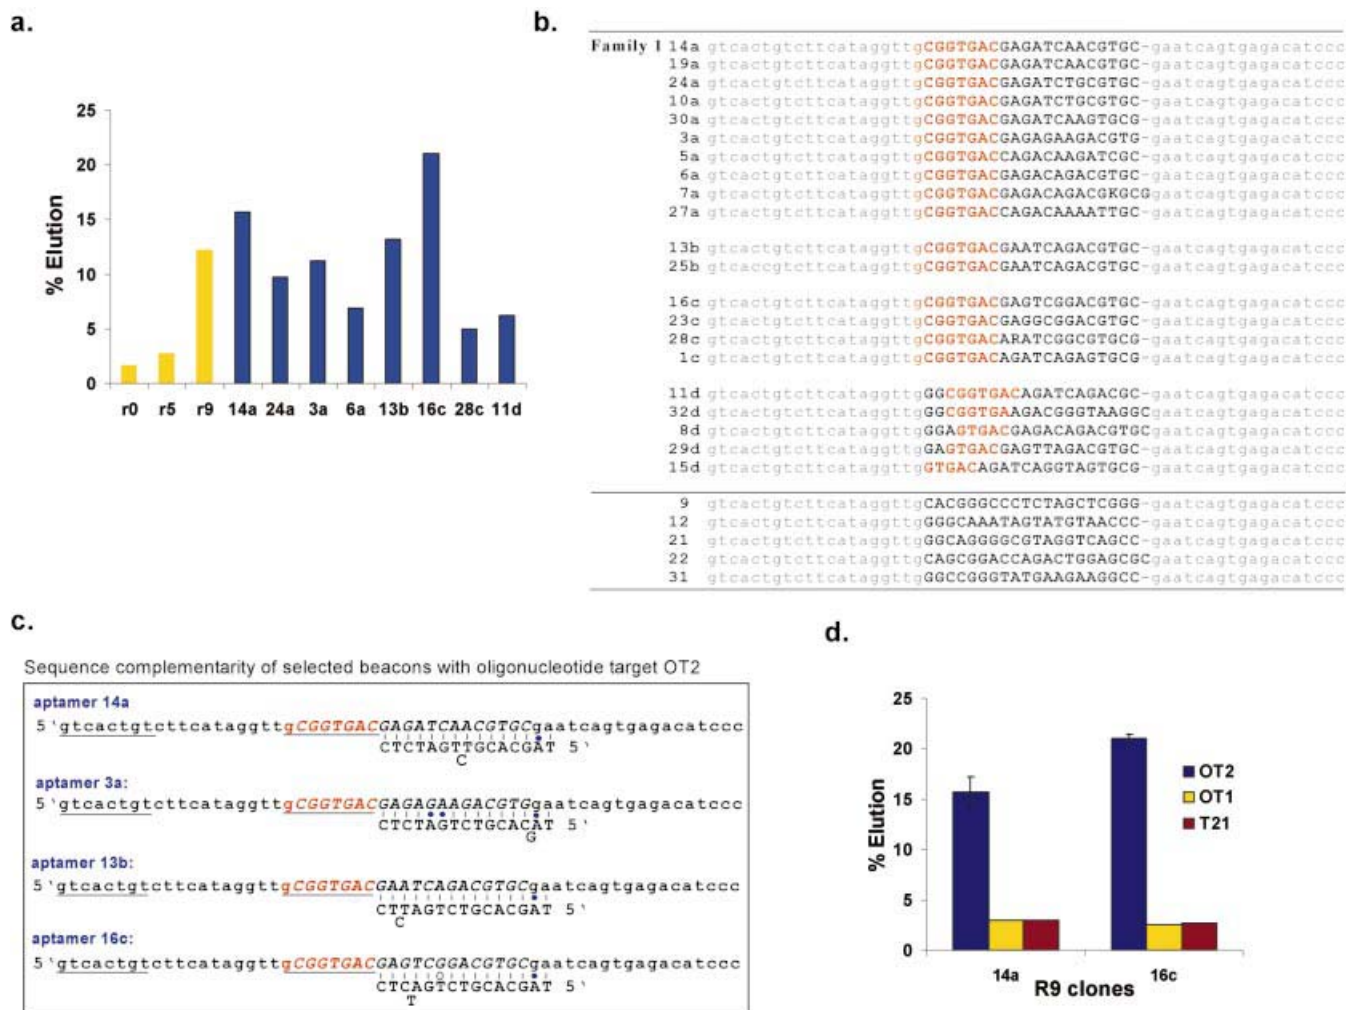 a.
25
20
15
10
5
0
% Elution
r0 r5 r9 14a 24a 3a 6a 13b 16c 28c 11d
b.
Family 1 14a gtcactgtcttcataggttgCGGTGACGAGATCAACGTGC-gaatcagtgagacatccc
19a gtcactgtcttcataggttgCGGTGACGAGATCAACGTGC-gaatcagtgagacatccc
24a gtcactgtcttcataggttgCGGTGACGAGATCTGCGTGC-gaatcagtgagacatccc
10a gtcactgtcttcataggttgCGGTGACGAGATCTGCGTGC-gaatcagtgagacatccc
30a gtcactgtcttcataggttgCGGTGACGAGATCAAGTGCG-gaatcagtgagacatccc
3a gtcactgtcttcataggttgCGGTGACGAGAGAAGACGTG-gaatcagtgagacatccc
5a gtcactgtcttcataggttgCGGTGACCAGACAAGATCGC-gaatcagtgagacatccc
6a gtcactgtcttcataggttgCGGTGACGAGACAGACGTGC-gaatcagtgagacatccc
7a gtcactgtcttcataggttgCGGTGACGAGACAGACGKGCGgaatcagtgagacatccc
27a gtcactgtcttcataggttgCGGTGACCAGACAAAATTGC-gaatcagtgagacatccc
13b gtcactgtcttcataggttgCGGTGACGAATCAGACGTGC-gaatcagtgagacatccc
25b gtcaccgtcttcataggttgCGGTGACGAATCAGACGTGC-gaatcagtgagacatccc
16c gtcactgtcttcataggttgCGGTGACGAGTCGGACGTGC-gaatcagtgagacatccc
23c gtcactgtcttcataggttgCGGTGACGAGGCGGACGTGC-gaatcagtgagacatccc
28c gtcactgtcttcataggttgCGGTGACARATCGGCGTGCG-gaatcagtgagacatccc
1c gtcactgtcttcataggttgCGGTGACAGATCAGAGTGCG-gaatcagtgagacatccc
11d gtcactgtcttcataggttgGGCGGTGACAGATCAGACGC-gaatcagtgagacatccc
32d gtcactgtcttcataggttgGGCGGTGAAGACGGGTAAGGCgaatcagtgagacatccc
8d gtcactgtcttcataggttgGGAGTGACGAGACAGACGTGCgaatcagtgagacatccc
29d gtcactgtcttcataggttgGAGTGACGAGTTAGACGTGC-gaatcagtgagacatccc
15d gtcactgtcttcataggttgGTGACAGATCAGGTAGTGCG-gaatcagtgagacatccc
9 gtcactgtcttcataggttgCACGGGCCCTCTAGCTCGGG-gaatcagtgagacatccc
12 gtcactgtcttcataggttgGGGCAAATAGTATGTAACCC-gaatcagtgagacatccc
21 gtcactgtcttcataggttgGGCAGGGGCGTAGGTCAGCC-gaatcagtgagacatccc
22 gtcactgtcttcataggttgCAGCGGACCAGACTGGAGCGCgaatcagtgagacatccc
31 gtcactgtcttcataggttgGGCCGGGTATGAAGAAGGCC-gaatcagtgagacatccc
c.
Sequence complementarity of selected beacons with oligonucleotide target OT2
aptamer 14a
5 'gtcactgtcttcataggttgCGGTGACGAGATCAACGTGCgaatcagtgagacatccc
CTCTAGTTGCACGAT 5 '
C
aptamer 3a:
5 'gtcactgtcttcataggttgCGGTGACGAGAGAAGACGTGgaatcagtgagacatccc
CTCTAGTCTGCACAT 5 '
G
aptamer 13b:
5 'gtcactgtcttcataggttgCGGTGACGAATCAGACGTGCgaatcagtgagacatccc
CTTAGTCTGCACGAT 5 '
C
aptamer 16c:
5 'gtcactgtcttcataggttgCGGTGACGAGTCGGACGTGCgaatcagtgagacatccc
CTCAGTCTGCACGAT 5 '
T
d.
25
20
15
10
5
0
% Elution
OT2
OT1
T21
14a 16c
R9 clones